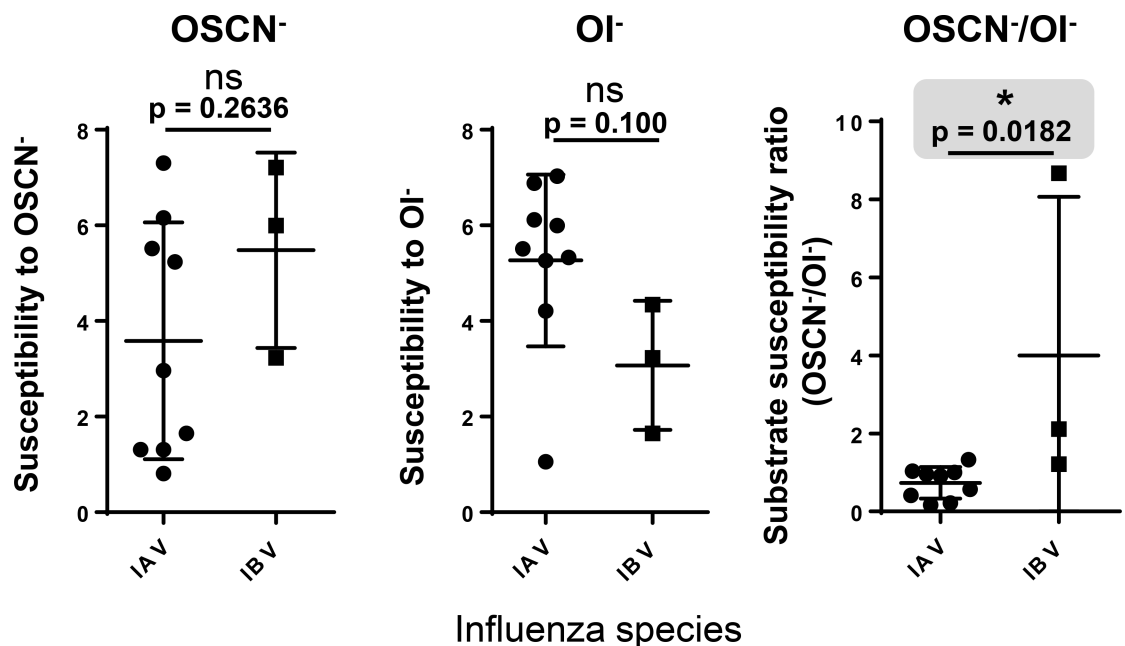 OSCN⁻
ns
p = 0.2636
Susceptibility to OSCN⁻
8
6
4
2
0
IAV
IBV
OI⁻
ns
p = 0.100
Susceptibility to OI⁻
8
6
4
2
0
IAV
IBV
OSCN⁻/OI⁻
*
p = 0.0182
Substrate susceptibility ratio
(OSCN⁻/OI⁻)
10
8
6
4
2
0
IAV
IBV
Influenza species